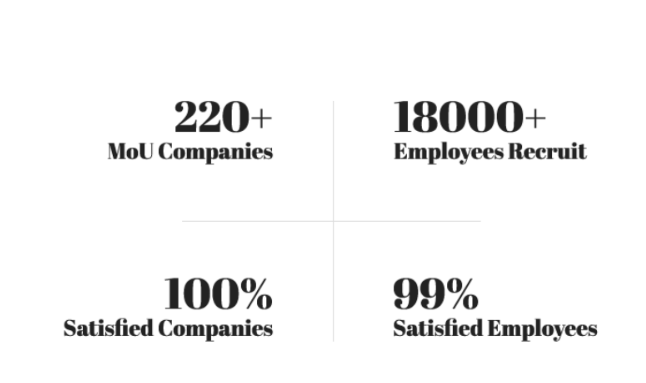 220+
MoU Companies
18000+
Employees Recruit
100%
Satisfied Companies
99%
Satisfied Employees